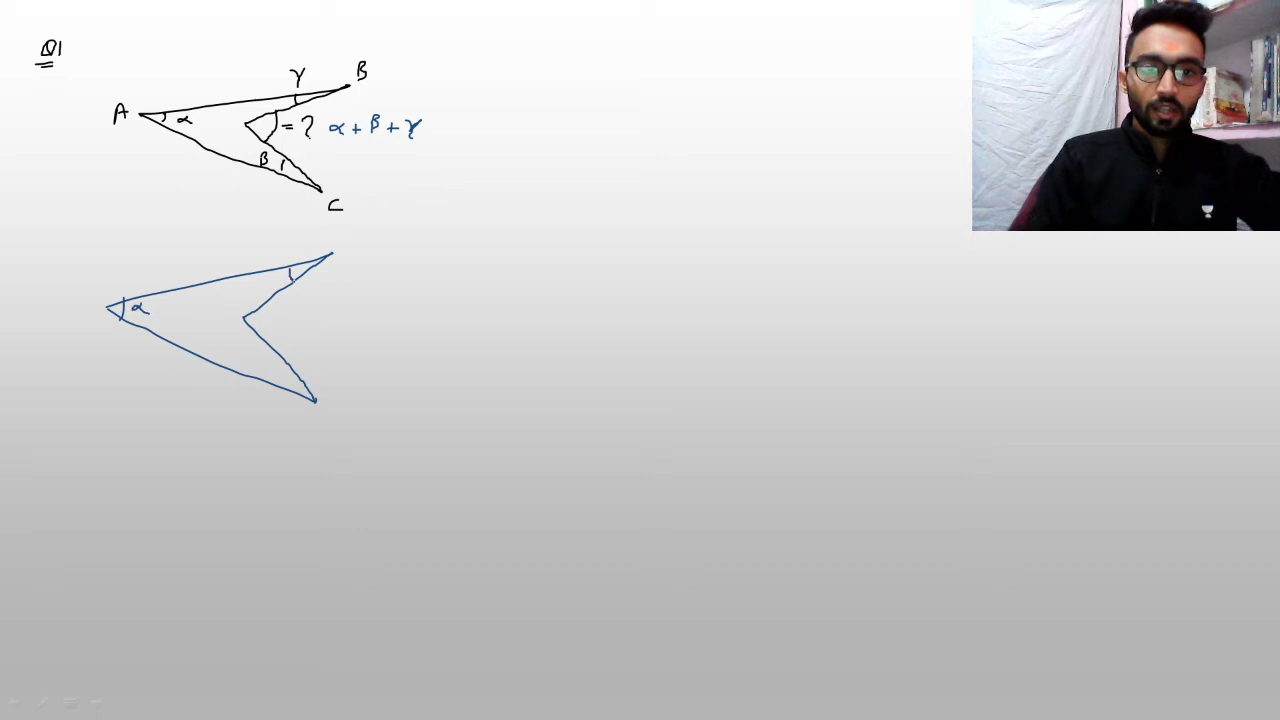 Q1
γ B
A α = ? α + β + γ
β
C
α